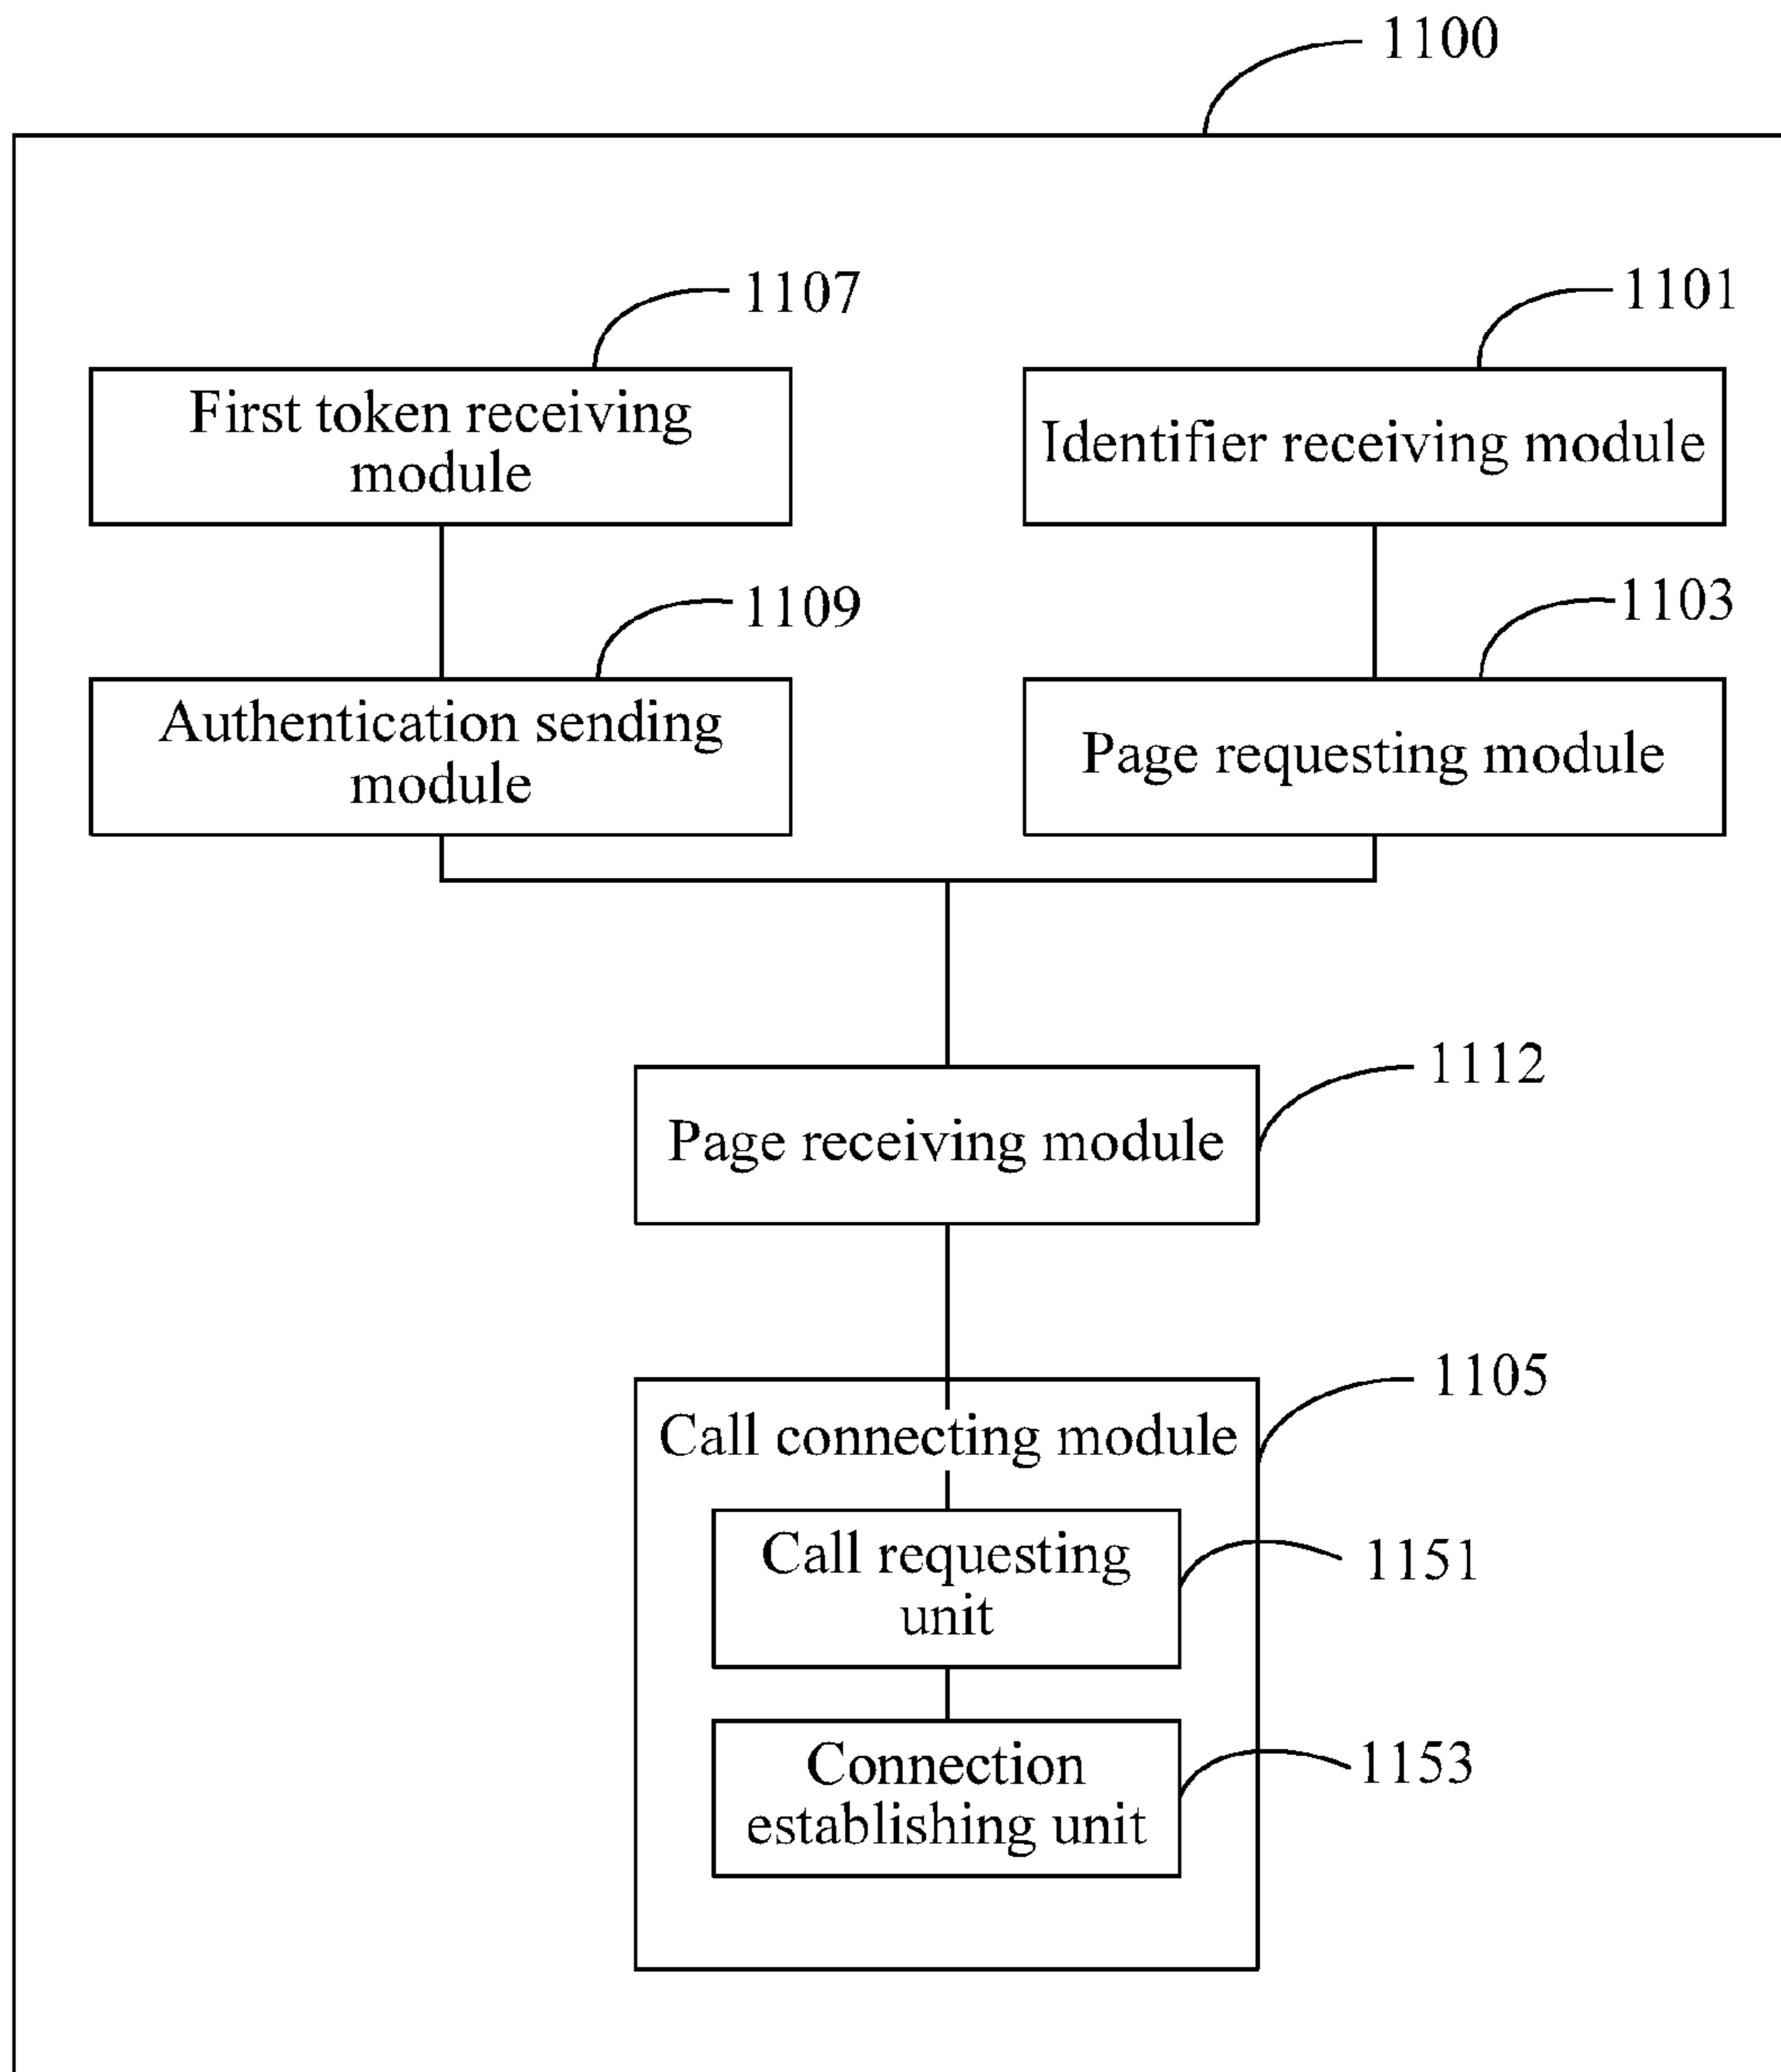 1100
1107
1101
First token receiving
module
Identifier receiving module
1109
1103
Authentication sending
module
Page requesting module
1112
Page receiving module
1105
Call connecting module
Call requesting
unit
1151
Connection
establishing unit
1153